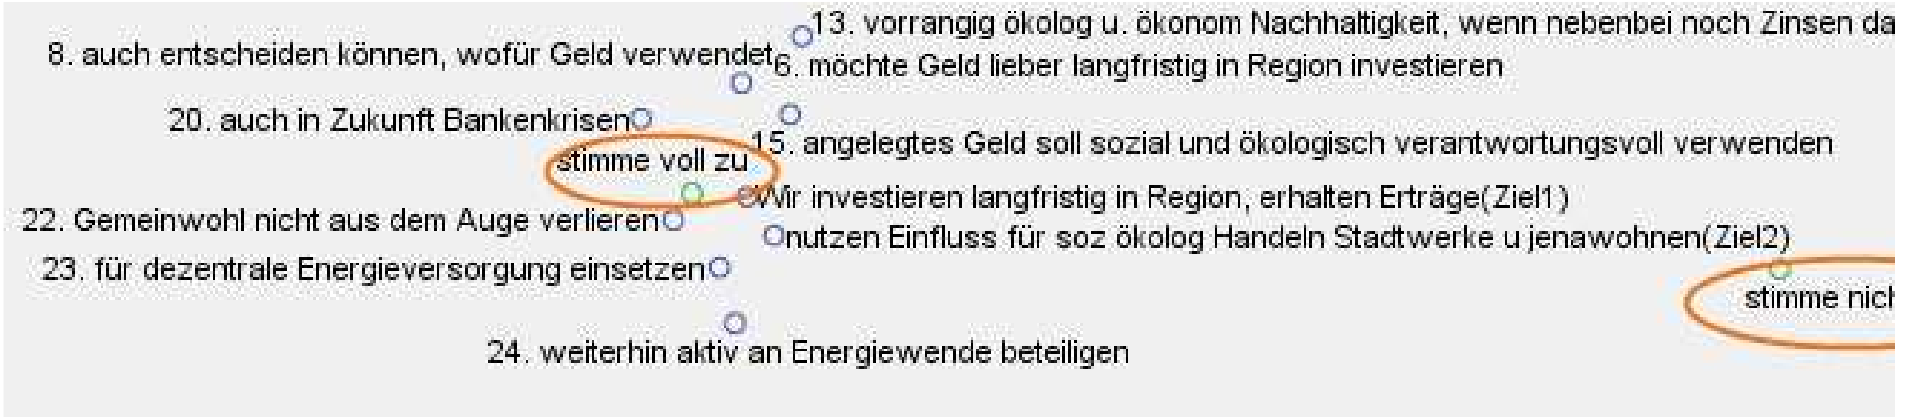 13. vorrangig ökolog u. ökonom Nachhaltigkeit, wenn nebenbei noch Zinsen da
8. auch entscheiden können, wofür Geld verwendet
6. möchte Geld lieber langfristig in Region investieren
20. auch in Zukunft Bankenkrisen
15. angelegtes Geld soll sozial und ökologisch verantwortungsvoll verwenden
stimme voll zu
Wir investieren langfristig in Region, erhalten Erträge(Ziel1)
22. Gemeinwohl nicht aus dem Auge verlieren
nutzen Einfluss für soz ökolog Handeln Stadtwerke u jenawohnen(Ziel2)
23. für dezentrale Energieversorgung einsetzen
stimme nich
24. weiterhin aktiv an Energiewende beteiligen